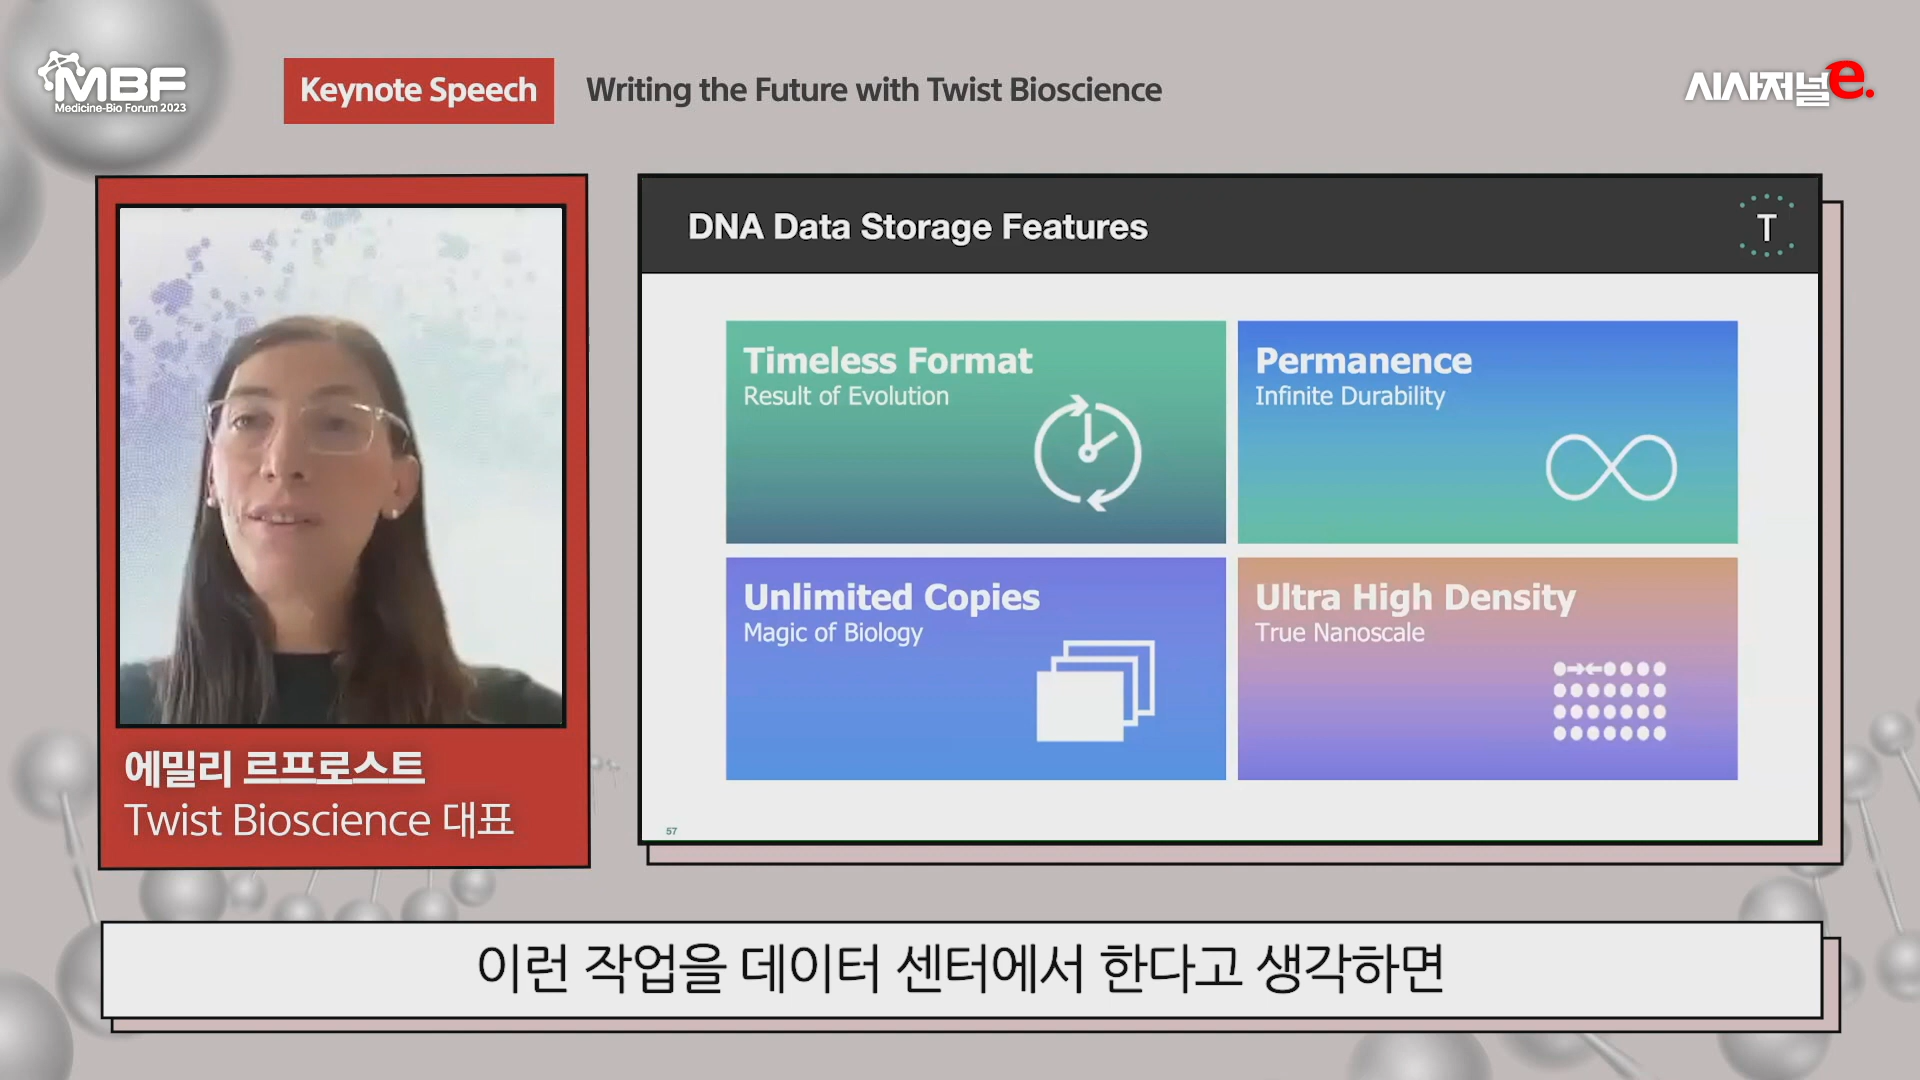 MBF
Medicine-Bio Forum 2023
Keynote Speech
Writing the Future with Twist Bioscience
시사저널e.
에밀리 르프로스트
Twist Bioscience 대표
DNA Data Storage Features
T
Timeless Format
Result of Evolution
Permanence
Infinite Durability
Unlimited Copies
Magic of Biology
Ultra High Density
True Nanoscale
57
이런 작업을 데이터 센터에서 한다고 생각하면